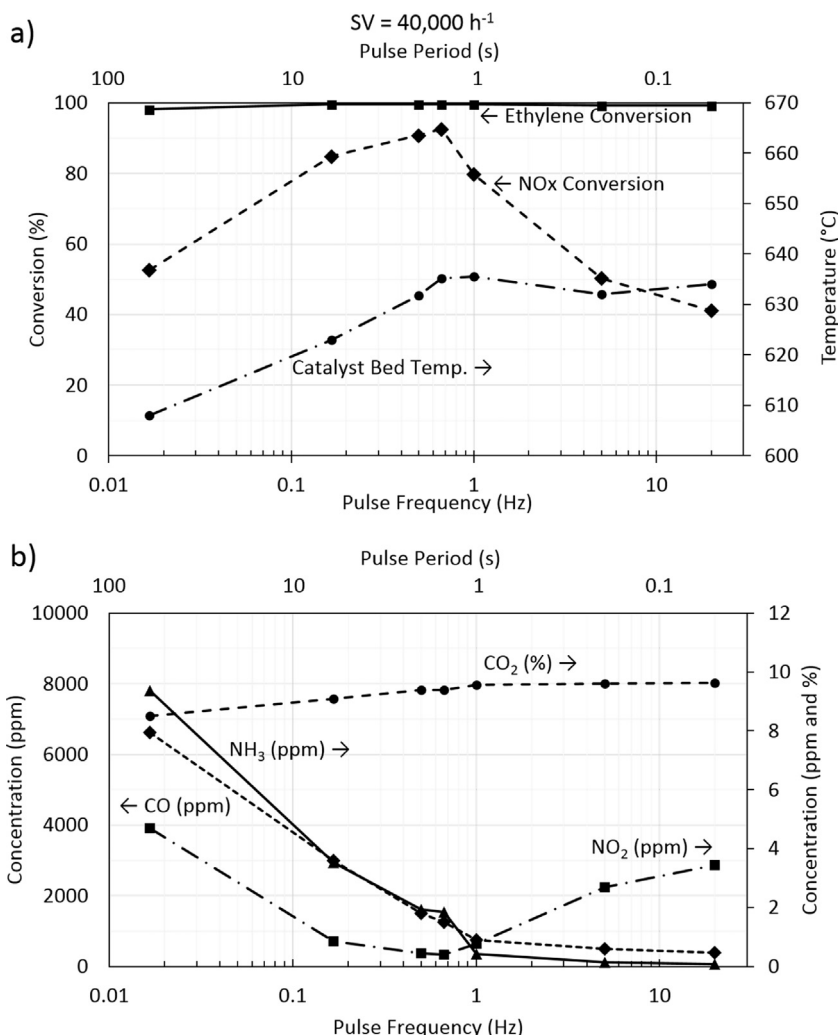 SV = 40,000 h⁻¹
a)
Pulse Period (s)
100 10 1 0.1
100 670
← Ethylene Conversion
80 660
← NOx Conversion
650
60
640
40 630
Catalyst Bed Temp. →
620
20
610
0 600
Conversion (%)
Temperature (°C)
0.01 0.1 1 10
Pulse Frequency (Hz)
b)
Pulse Period (s)
100 10 1 0.1
10000 12
CO₂ (%) →
10
8000
NH₃ (ppm) →
8
6000
6
← CO (ppm)
4000
NO₂ (ppm) →
4
2000
2
0 0
Concentration (ppm)
Concentration (ppm and %)
0.01 0.1 1 10
Pulse Frequency (Hz)